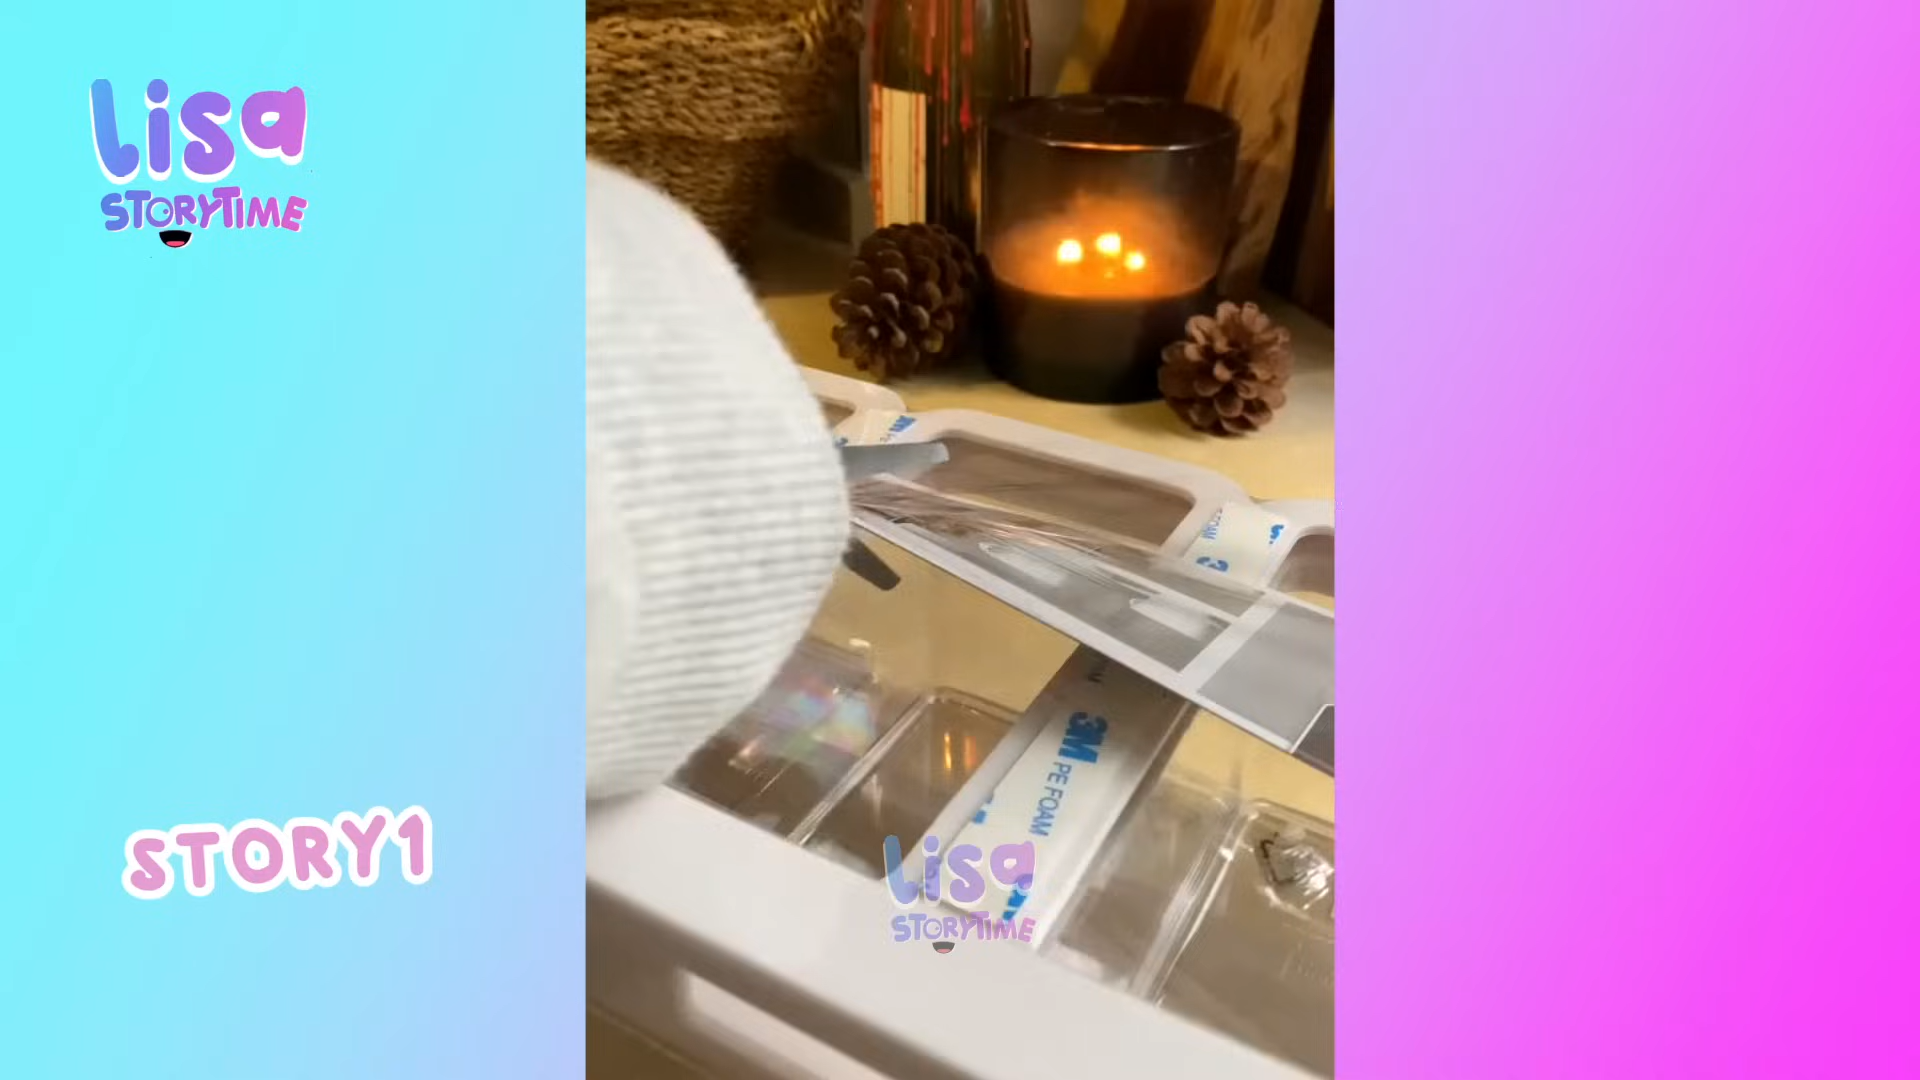 Lisa
STORYTIME
STORY1
3M PE FOAM
Lisa
STORYTIME